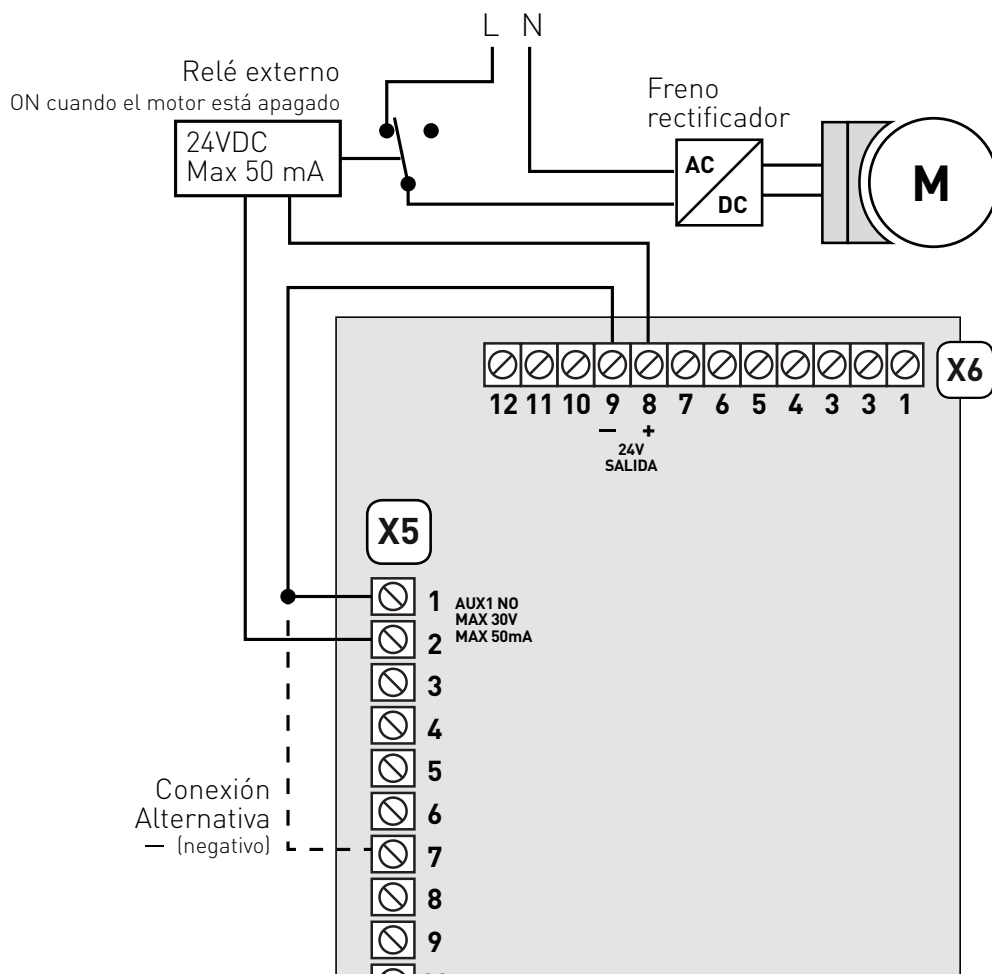 L N
Relé externo
ON cuando el motor está apagado
24VDC
Max 50 mA
Freno
rectificador
AC
DC
M
X6
12 11 10 9 8 7 6 5 4 3 3 1
— +
24V
SALIDA
X5
1
AUX1 NO
MAX 30V
MAX 50mA
2
3
4
5
6
Conexión
Alternativa
— (negativo)
7
8
9